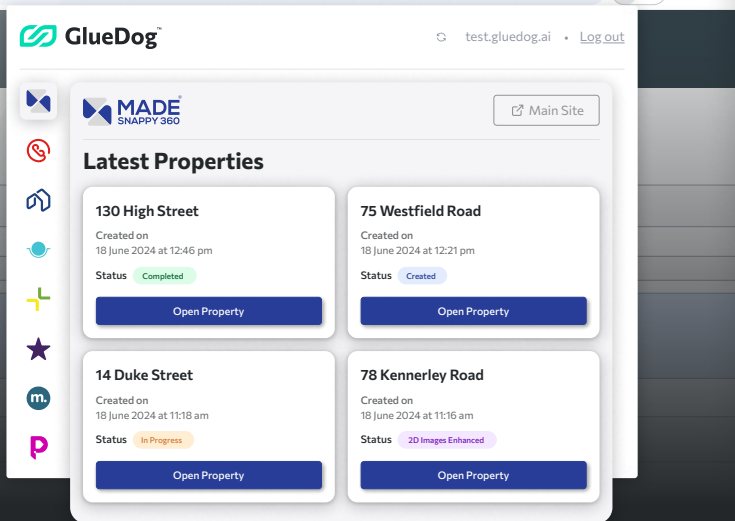 GlueDog™
test.gluedog.ai • Log out
MADE®
SNAPPY 360
Main Site
Latest Properties
130 High Street
Created on
18 June 2024 at 12:46 pm
Status Completed
Open Property
75 Westfield Road
Created on
18 June 2024 at 12:21 pm
Status Created
Open Property
14 Duke Street
Created on
18 June 2024 at 11:18 am
Status In Progress
Open Property
78 Kennerley Road
Created on
18 June 2024 at 11:16 am
Status 2D Images Enhanced
Open Property
m.